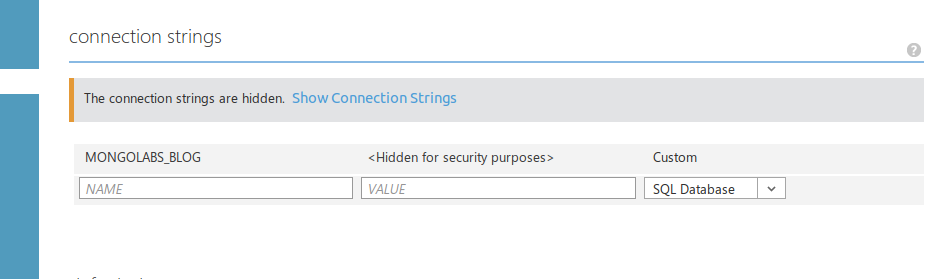 connection strings
?
The connection strings are hidden. Show Connection Strings
MONGOLABS_BLOG <Hidden for security purposes> Custom
NAME VALUE SQL Database